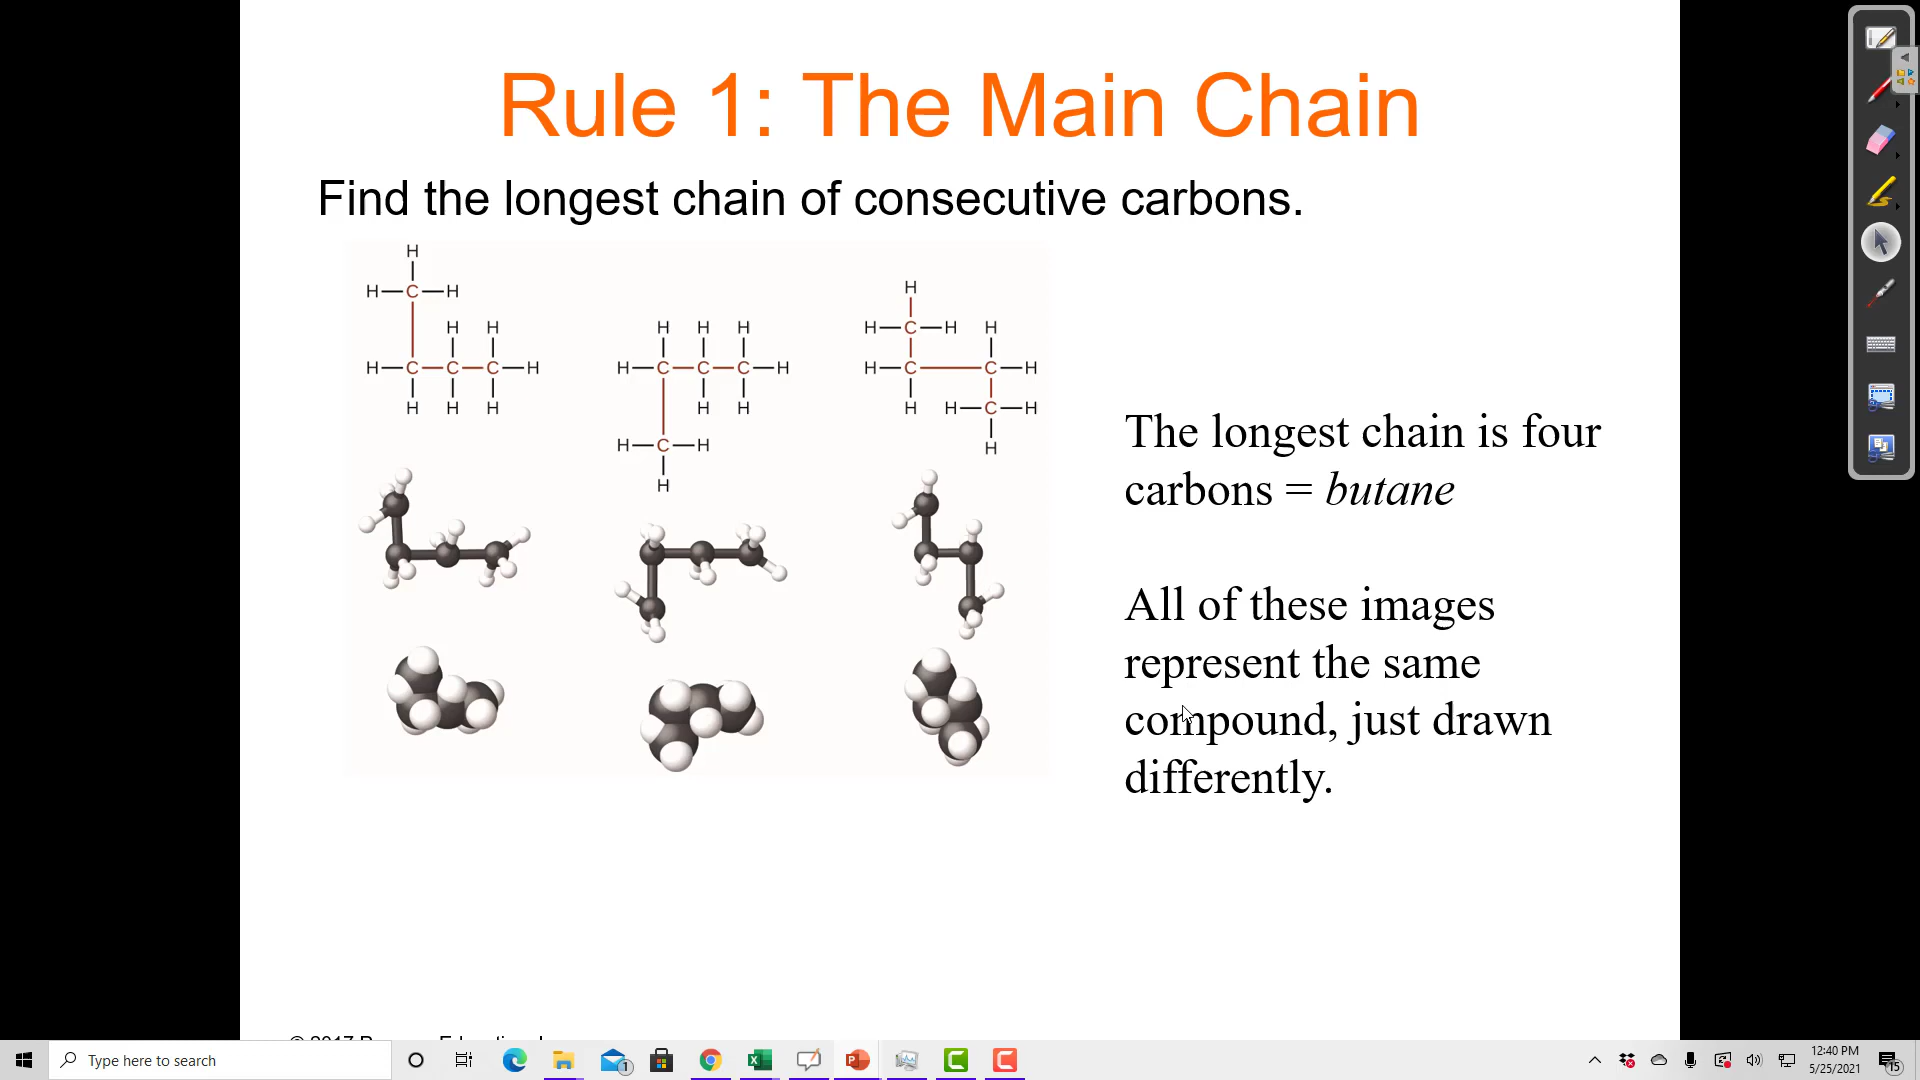 Rule 1: The Main Chain
Find the longest chain of consecutive carbons.
H
H C H
H H
H C C C H
H H H
H H H
H C C C H
H H
H C H
H
H
H C H H
H C C H
H H C H
H
The longest chain is four
carbons = butane
All of these images
represent the same
compound, just drawn
differently.
Type here to search
1
12:40 PM
5/25/2021
15